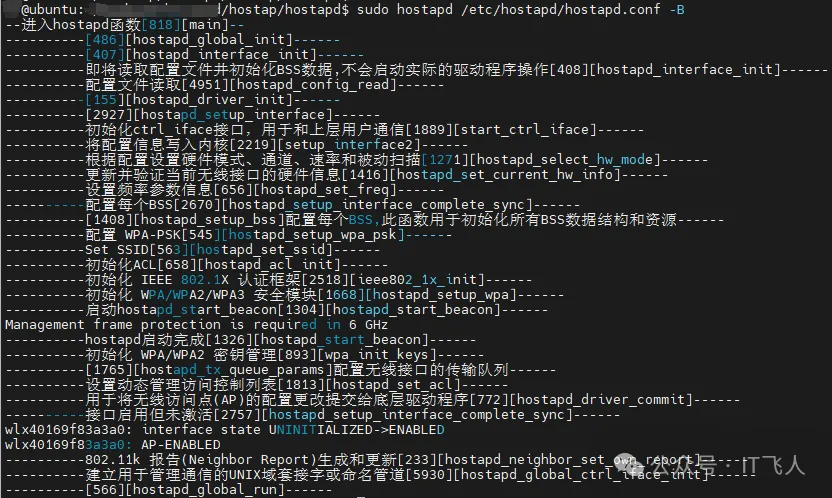 @ubuntu: /hostap/hostapd$ sudo hostapd /etc/hostapd/hostapd.conf -B
--进入hostapd函数[818][main]--
----------[486][hostapd_global_init]------
----------[407][hostapd_interface_init]------
----------即将读取配置文件并初始化BSS数据,不会启动实际的驱动程序操作[408][hostapd_interface_init]------
----------配置文件读取[4951][hostapd_config_read]------
----------[155][hostapd_driver_init]------
----------[2927][hostapd_setup_interface]------
----------初始化ctrl_iface接口，用于和上层用户通信[1889][start_ctrl_iface]------
----------将配置信息写入内核[2219][setup_interface2]------
----------根据配置设置硬件模式、通道、速率和被动扫描[1271][hostapd_select_hw_mode]------
----------更新并验证当前无线接口的硬件信息[1416][hostapd_set_current_hw_info]------
----------设置频率参数信息[656][hostapd_set_freq]------
----------配置每个BSS[2670][hostapd_setup_interface_complete_sync]------
----------[1408][hostapd_setup_bss]配置每个BSS,此函数用于初始化所有BSS数据结构和资源------
----------配置 WPA-PSK[545][hostapd_setup_wpa_psk]------
----------Set SSID[563][hostapd_set_ssid]------
----------初始化ACL[658][hostapd_acl_init]------
----------初始化 IEEE 802.1X 认证框架[2518][ieee802_1x_init]------
----------初始化 WPA/WPA2/WPA3 安全模块[1668][hostapd_setup_wpa]------
----------启动hostapd_start_beacon[1304][hostapd_start_beacon]------
Management frame protection is required in 6 GHz
----------hostapd启动完成[1326][hostapd_start_beacon]------
----------初始化 WPA/WPA2 密钥管理[893][wpa_init_keys]------
----------[1765][hostapd_tx_queue_params]配置无线接口的传输队列------
----------设置动态管理访问控制列表[1813][hostapd_set_acl]------
----------用于将无线访问点(AP)的配置更改提交给底层驱动程序[772][hostapd_driver_commit]------
----------接口启用但未激活[2757][hostapd_setup_interface_complete_sync]------
wlx40169f83a3a0: interface state UNINITIALIZED->ENABLED
wlx40169f83a3a0: AP-ENABLED
----------802.11k 报告(Neighbor Report)生成和更新[233][hostapd_neighbor_set_own_report]------
----------建立用于管理通信的UNIX域套接字或命名管道[5930][hostapd_global_ctrl_iface_init]------
----------[566][hostapd_global_run]------
公众号：IT飞人